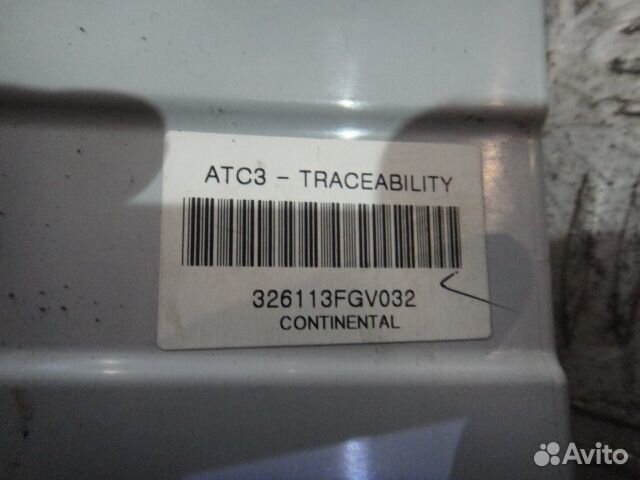 ATC3 - TRACEABILITY
326113FGV032
CONTINENTAL
Avito